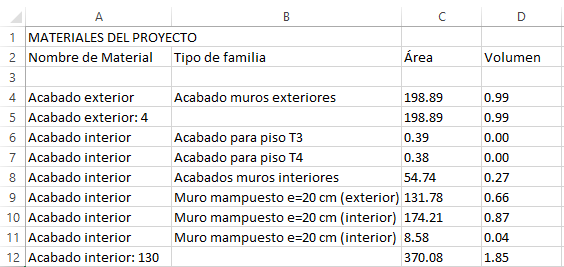 A B C D
1 MATERIALES DEL PROYECTO
2 Nombre de Material Tipo de familia Área Volumen
3
4 Acabado exterior Acabado muros exteriores 198.89 0.99
5 Acabado exterior: 4 198.89 0.99
6 Acabado interior Acabado para piso T3 0.39 0.00
7 Acabado interior Acabado para piso T4 0.38 0.00
8 Acabado interior Acabados muros interiores 54.74 0.27
9 Acabado interior Muro mampuesto e=20 cm (exterior) 131.78 0.66
10 Acabado interior Muro mampuesto e=20 cm (interior) 174.21 0.87
11 Acabado interior Muro mampuesto e=20 cm (interior) 8.58 0.04
12 Acabado interior: 130 370.08 1.85